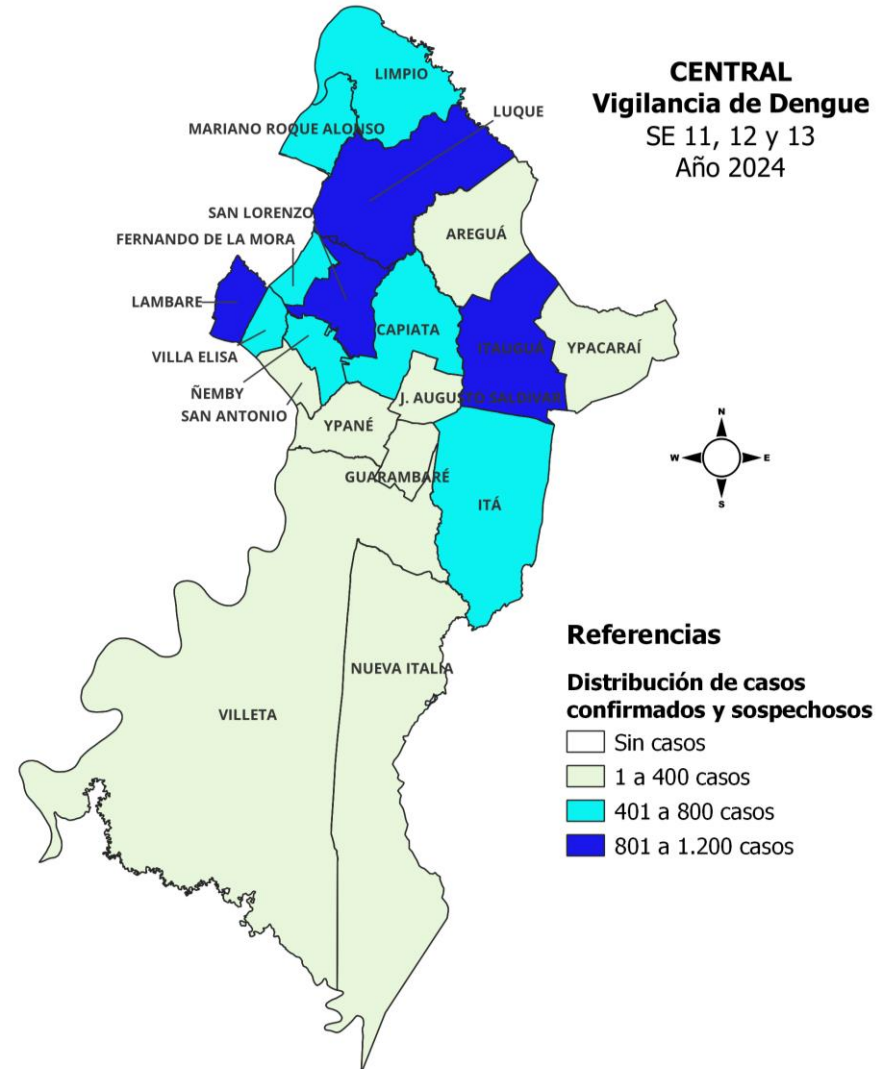 CENTRAL
Vigilancia de Dengue
SE 11, 12 y 13
Año 2024
LIMPIO
LUQUE
MARIANO ROQUE ALONSO
SAN LORENZO
FERNANDO DE LA MORA
AREGUÁ
LAMBARE
CAPIATA
ITAUGUA
YPACARAÍ
VILLA ELISA
ÑEMBY
J. AUGUSTO SALDIVAR
SAN ANTONIO
YPANÉ
GUARAMBARÉ
ITÁ
N
W
E
S
NUEVA ITALIA
VILLETA
Referencias
Distribución de casos
confirmados y sospechosos
Sin casos
1 a 400 casos
401 a 800 casos
801 a 1.200 casos